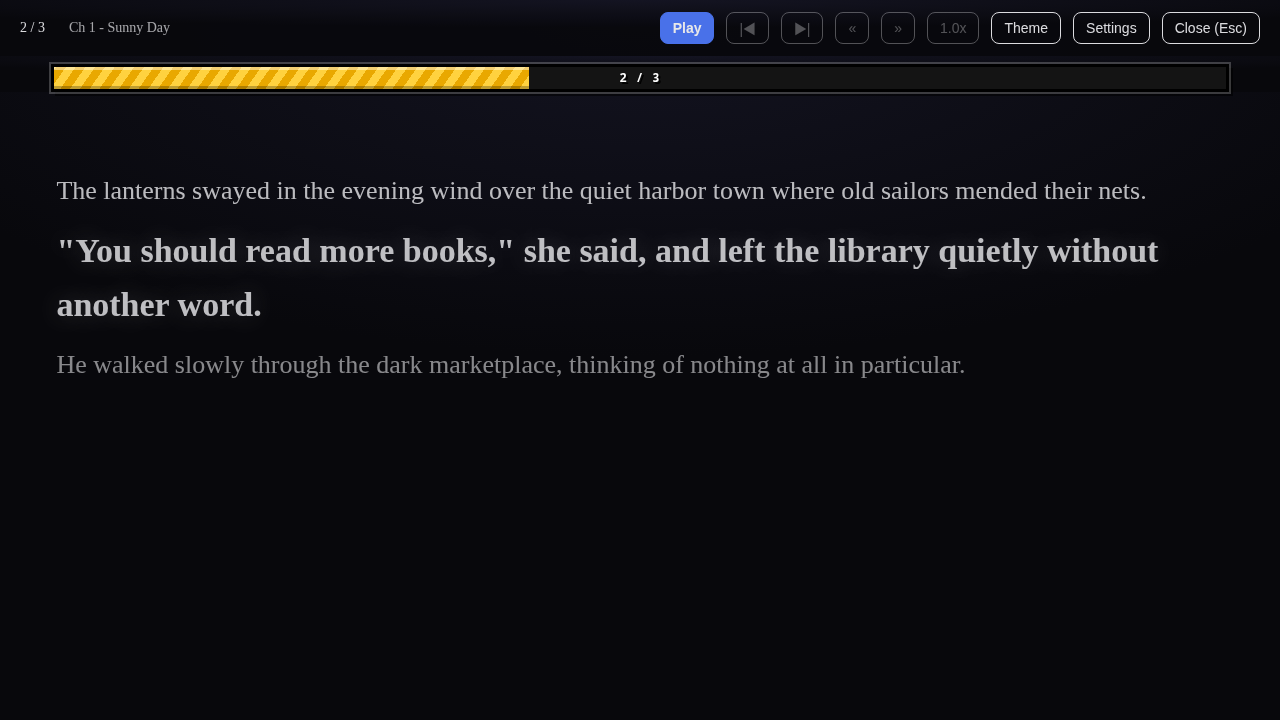 2 / 3 Ch 1 - Sunny Day Play |◀ ▶| « » 1.0x Theme Settings Close (Esc)
2 / 3
The lanterns swayed in the evening wind over the quiet harbor town where old sailors mended their nets.
"You should read more books," she said, and left the library quietly without
another word.
He walked slowly through the dark marketplace, thinking of nothing at all in particular.